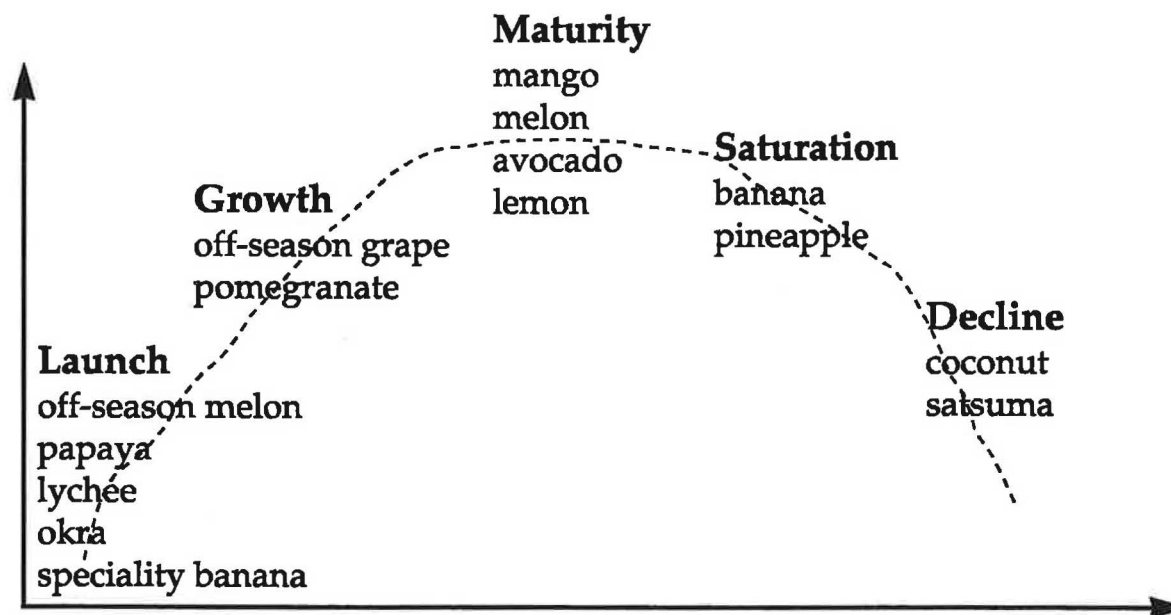 Maturity
mango
melon
avocado
lemon
Saturation
banana
pineapple
Growth
off-season grape
pomegranate
Decline
coconut
satsuma
Launch
off-season melon
papaya
lychee
okra
speciality banana